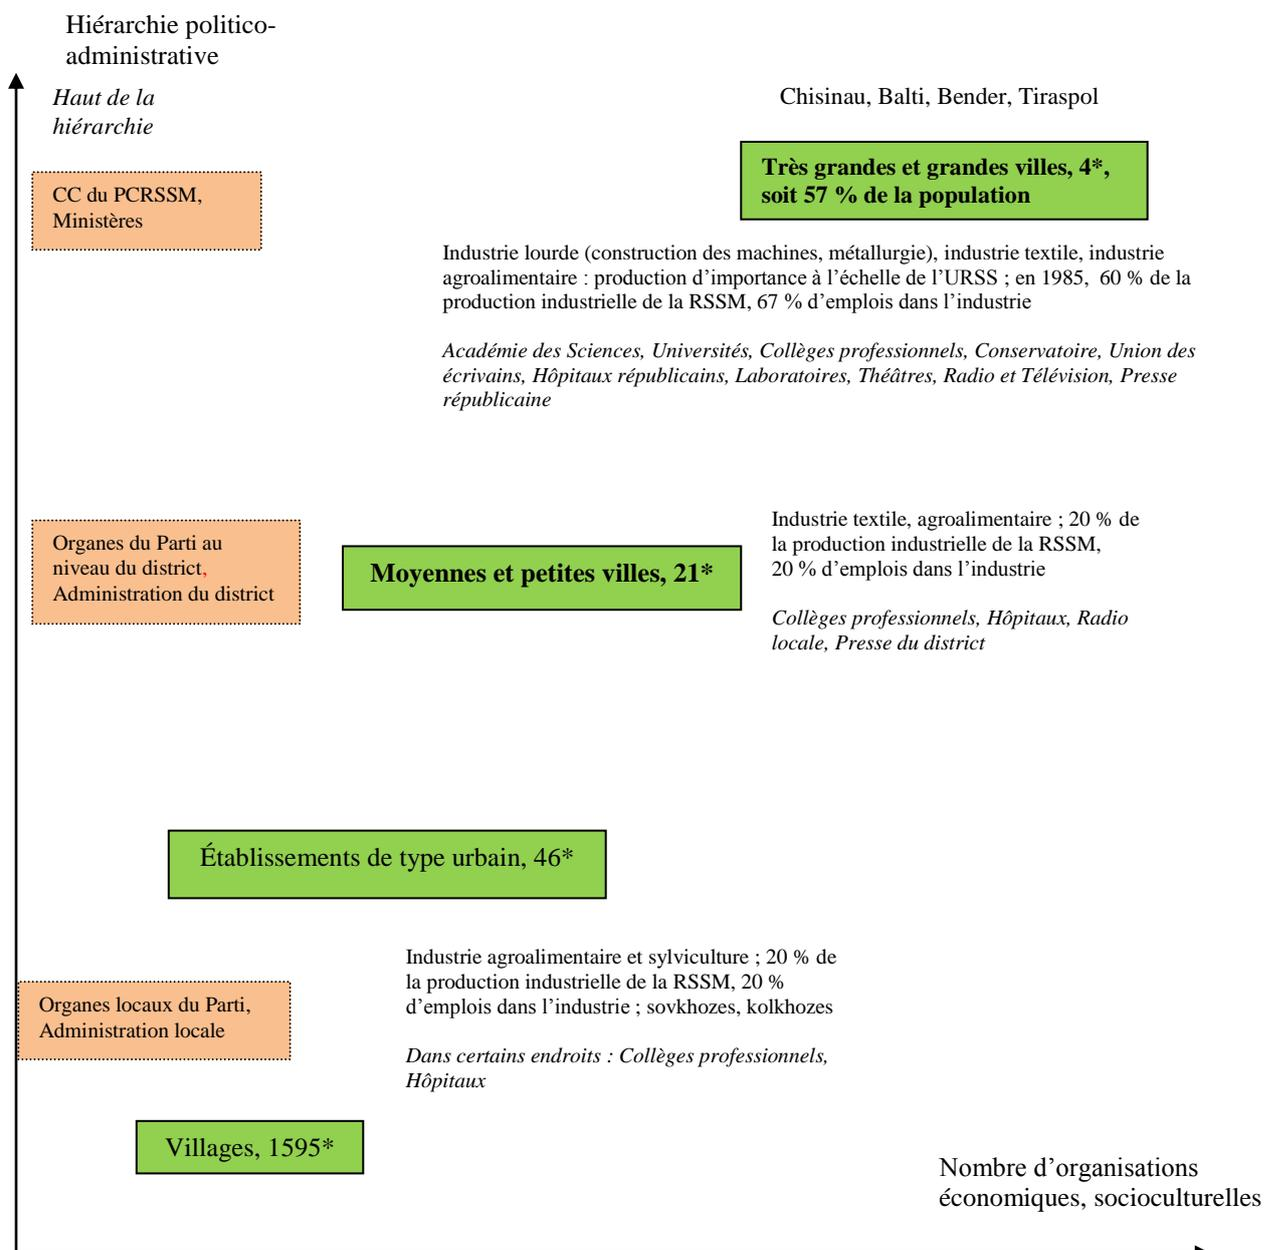 Hiérarchie politico-
administrative
Haut de la
hiérarchie
Chisinau, Balti, Bender, Tiraspol
Très grandes et grandes villes, 4*,
soit 57 % de la population
CC du PCRSSM,
Ministères
Industrie lourde (construction des machines, métallurgie), industrie textile, industrie
agroalimentaire : production d’importance à l’échelle de l’URSS ; en 1985, 60 % de la
production industrielle de la RSSM, 67 % d’emplois dans l’industrie
Académie des Sciences, Universités, Collèges professionnels, Conservatoire, Union des
écrivains, Hôpitaux républicains, Laboratoires, Théâtres, Radio et Télévision, Presse
républicaine
Organes du Parti au
niveau du district,
Administration du district
Moyennes et petites villes, 21*
Industrie textile, agroalimentaire ; 20 % de
la production industrielle de la RSSM,
20 % d’emplois dans l’industrie
Collèges professionnels, Hôpitaux, Radio
locale, Presse du district
Établissements de type urbain, 46*
Industrie agroalimentaire et sylviculture ; 20 % de
la production industrielle de la RSSM, 20 %
d’emplois dans l’industrie ; sovkhozes, kolkhozes
Dans certains endroits : Collèges professionnels,
Hôpitaux
Organes locaux du Parti,
Administration locale
Villages, 1595*
Nombre d’organisations
économiques, socioculturelles